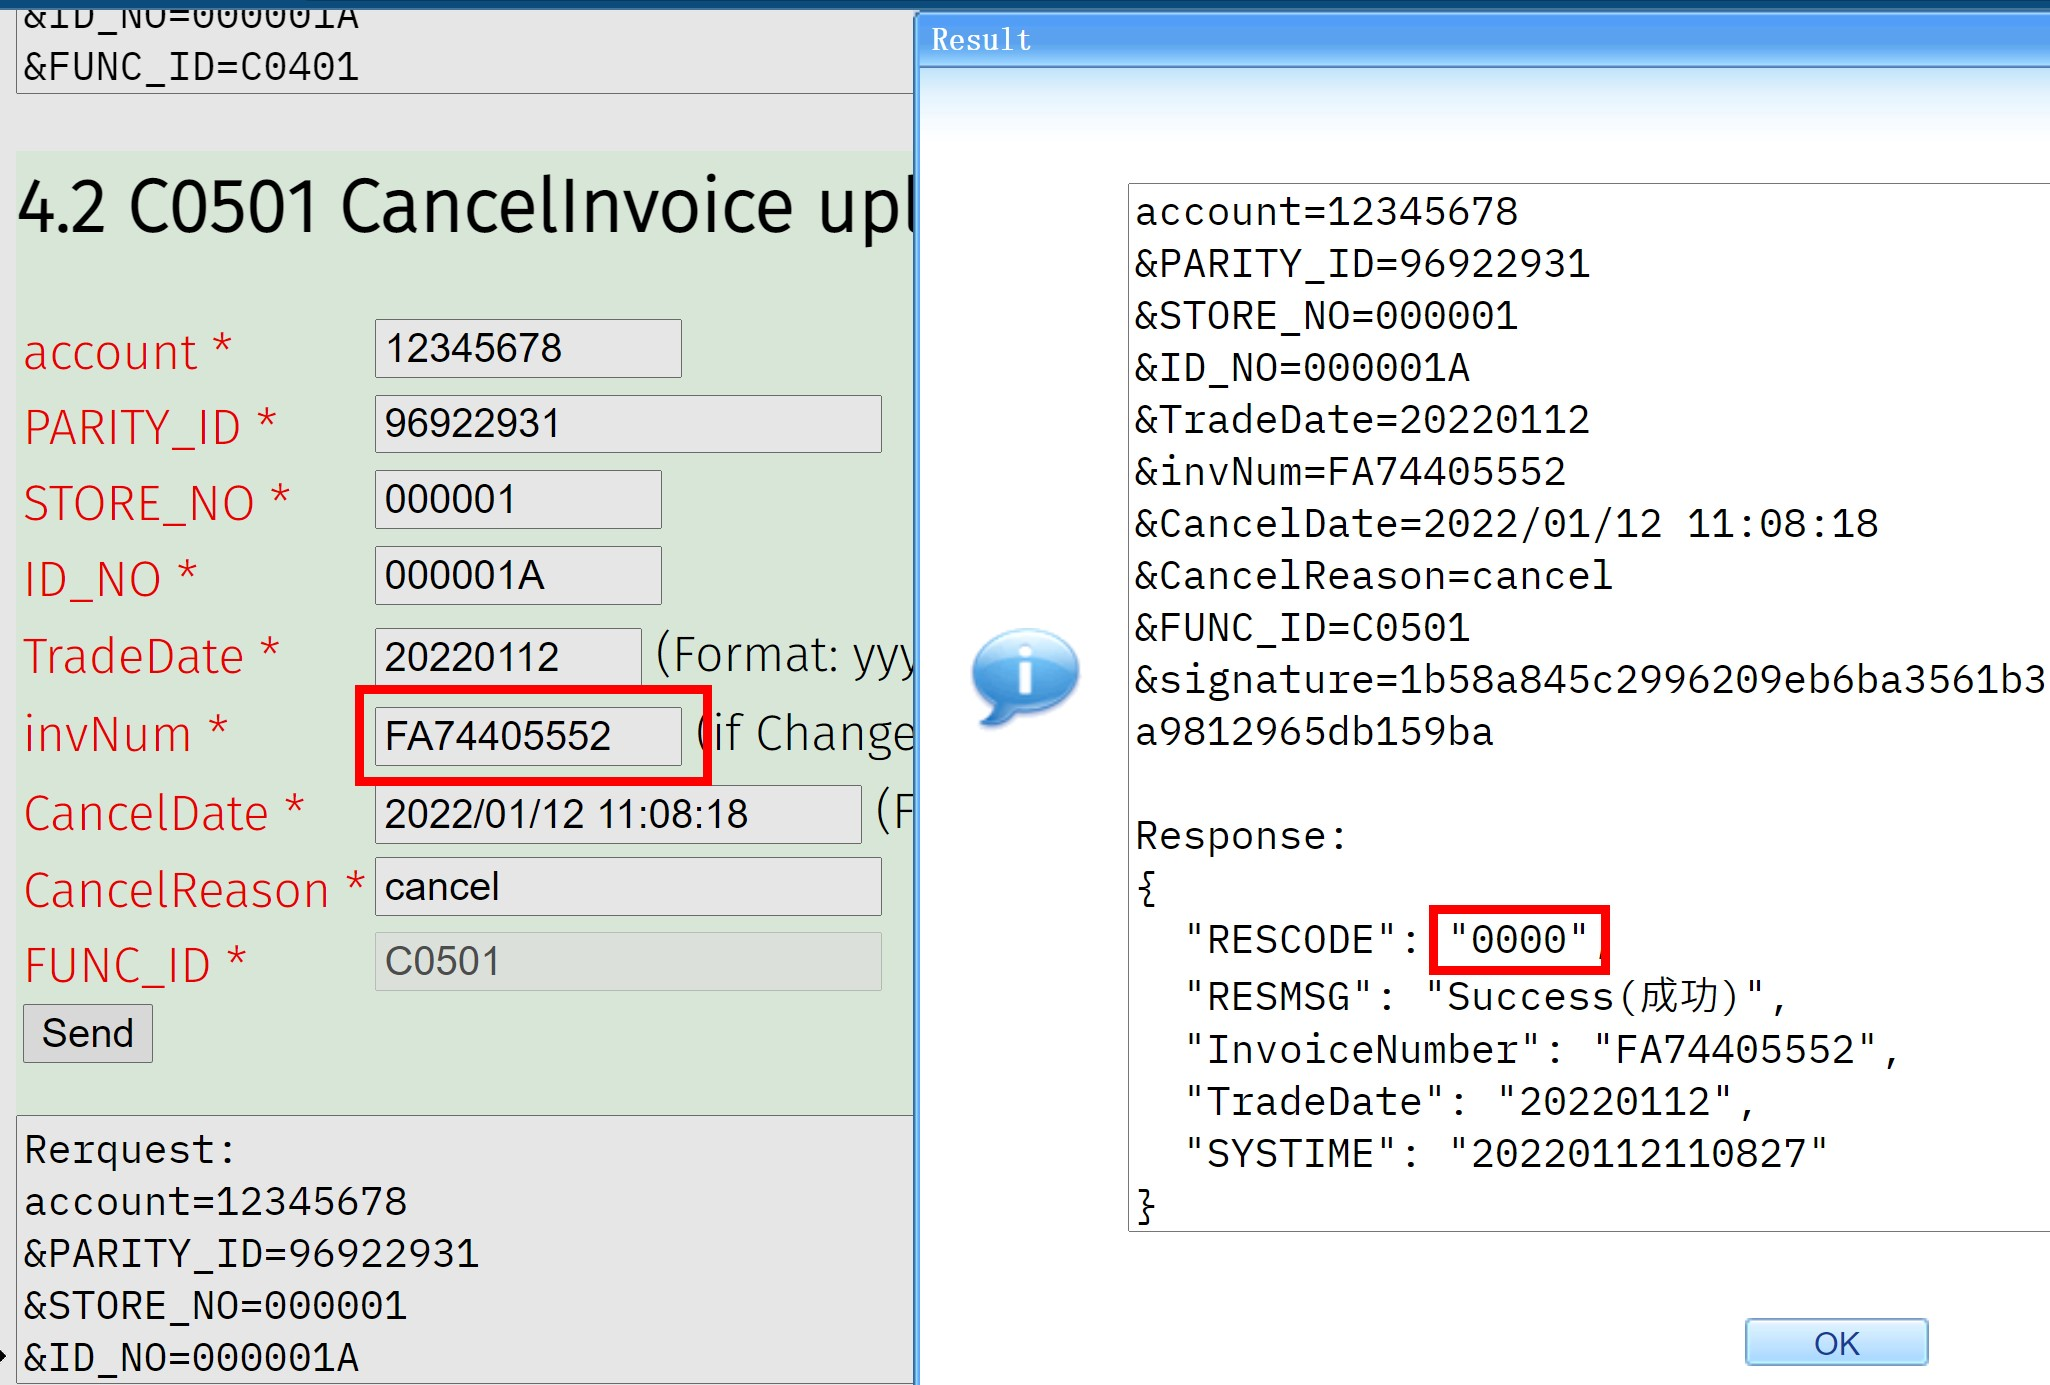 &ID_NO=000001A
&FUNC_ID=C0401
4.2 C0501 CancelInvoice upl
account *
12345678
PARITY_ID *
96922931
STORE_NO *
000001
ID_NO *
000001A
TradeDate *
20220112
(Format: yyy
invNum *
FA74405552
(if Change
CancelDate *
2022/01/12 11:08:18
(F
CancelReason *
cancel
FUNC_ID *
C0501
Send
Rerquest:
account=12345678
&PARITY_ID=96922931
&STORE_NO=000001
&ID_NO=000001A
Result
account=12345678
&PARITY_ID=96922931
&STORE_NO=000001
&ID_NO=000001A
&TradeDate=20220112
&invNum=FA74405552
&CancelDate=2022/01/12 11:08:18
&CancelReason=cancel
&FUNC_ID=C0501
&signature=1b58a845c2996209eb6ba3561b3
a9812965db159ba
Response:
{
"RESCODE": "0000",
"RESMSG": "Success(成功)",
"InvoiceNumber": "FA74405552",
"TradeDate": "20220112",
"SYSTIME": "20220112110827"
}
OK